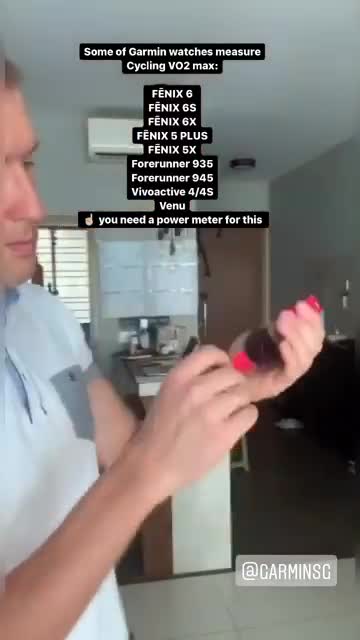 Some of Garmin watches measure
Cycling VO2 max:
FĒNIX 6
FĒNIX 6S
FĒNIX 6X
FĒNIX 5 PLUS
FĒNIX 5X
Forerunner 935
Forerunner 945
Vivoactive 4/4S
Venu
☝🏻 you need a power meter for this
@GARMINSG